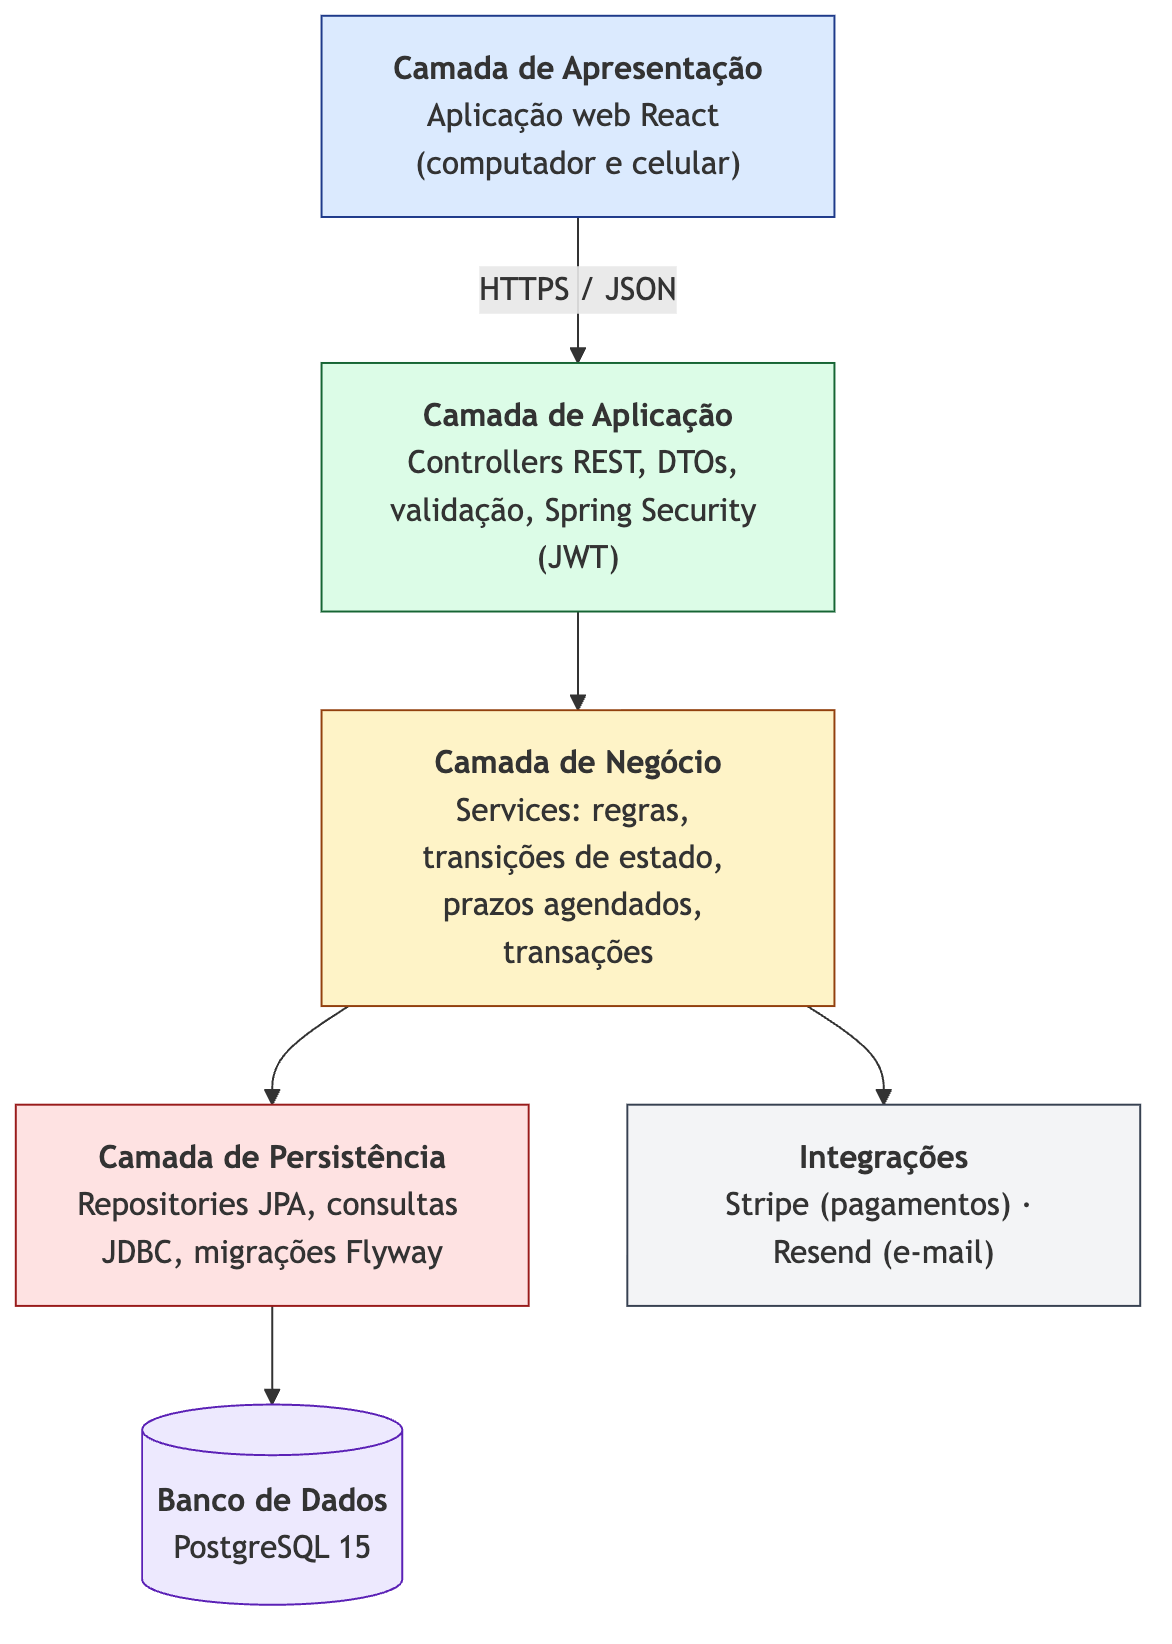 Camada de Apresentação
Aplicação web React
(computador e celular)
HTTPS / JSON
Camada de Aplicação
Controllers REST, DTOs,
validação, Spring Security
(JWT)
Camada de Negócio
Services: regras,
transições de estado,
prazos agendados,
transações
Camada de Persistência
Repositories JPA, consultas
JDBC, migrações Flyway
Integrações
Stripe (pagamentos) ·
Resend (e-mail)
Banco de Dados
PostgreSQL 15